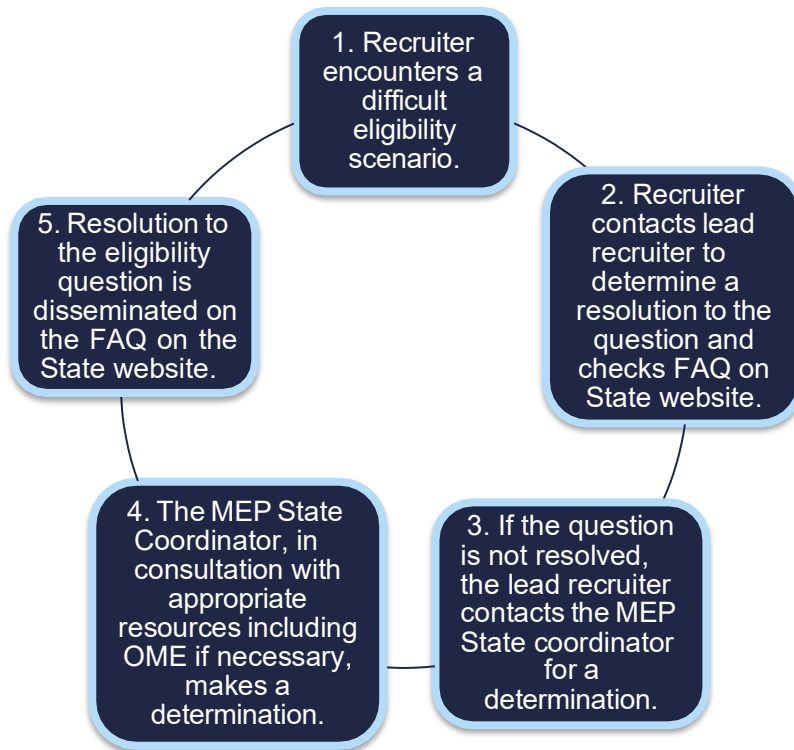 1. Recruiter
encounters a
difficult
eligibility
scenario.
2. Recruiter
contacts lead
recruiter to
determine a
resolution to the
question and
checks FAQ on
State website.
3. If the question
is not resolved,
the lead recruiter
contacts the MEP
State coordinator
for a
determination.
4. The MEP State
Coordinator, in
consultation with
appropriate
resources including
OME if necessary,
makes a
determination.
5. Resolution to
the eligibility
question is
disseminated on
the FAQ on the
State website.